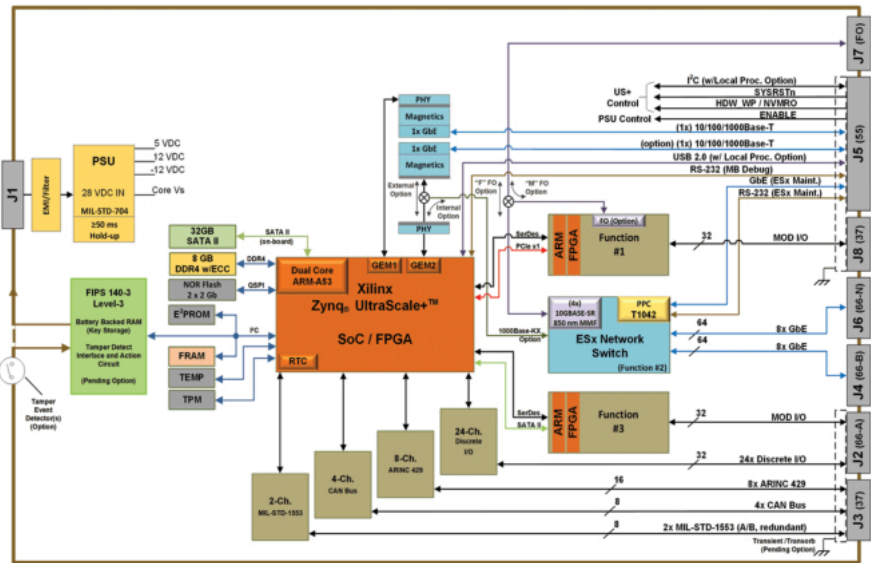 J7 (FO)
I²C (w/Local Proc. Option)
US+
Control
SYSRSTn
HDW_WP / NVMRO
PSU Control
ENABLE
PHY
Magnetics
1x GbE
(1x) 10/100/1000Base-T
J5 (55)
1x GbE
Magnetics
(option) (1x) 10/100/1000Base-T
USB 2.0 (w/ Local Proc. Option)
RS-232 (MB Debug)
GbE (ESx Maint.)
RS-232 (ESx Maint.)
External
Option
Internal
Option
"F" FO
Option
"M" FO
Option
PHY
J1
EMI/Filter
PSU
28 VDC IN
MIL-STD-704
≥50 ms
Hold-up
5 VDC
12 VDC
-12 VDC
Core Vs
32GB
SATA II
SATA II
(on-board)
8 GB
DDR4 w/ECC
DDR4
NOR Flash
2 x 2 Gb
QSPI
E²PROM
I²C
FRAM
TEMP
TPM
FIPS 140-3
Level-3
Battery Backed RAM
(Key Storage)
Tamper Detect
Interface and Action
Circuit
(Pending Option)
Tamper
Event
Detector(s)
(Option)
Dual Core
ARM-A53
GEM1
GEM2
Xilinx
Zynq® UltraScale+™
SoC / FPGA
RTC
SerDes
PCIe x1
ARM
FPGA
FO (Option)
Function
#1
32
MOD I/O
J8 (37)
(4x)
10GBASE-SR
850 nm MMF
PPC
T1042
1000Base-KX
Option
ESx Network
Switch
(Function #2)
64
8x GbE
J6 (66-N)
64
8x GbE
J4 (66-B)
SerDes
SATA II
ARM
FPGA
Function
#3
32
MOD I/O
J2 (66-A)
24-Ch.
Discrete
I/O
32
24x Discrete I/O
8-Ch.
ARINC 429
16
8x ARINC 429
4-Ch.
CAN Bus
8
4x CAN Bus
J3 (37)
2-Ch.
MIL-STD-1553
8
2x MIL-STD-1553 (A/B, redundant)
Transient /Transorb
(Pending Option)